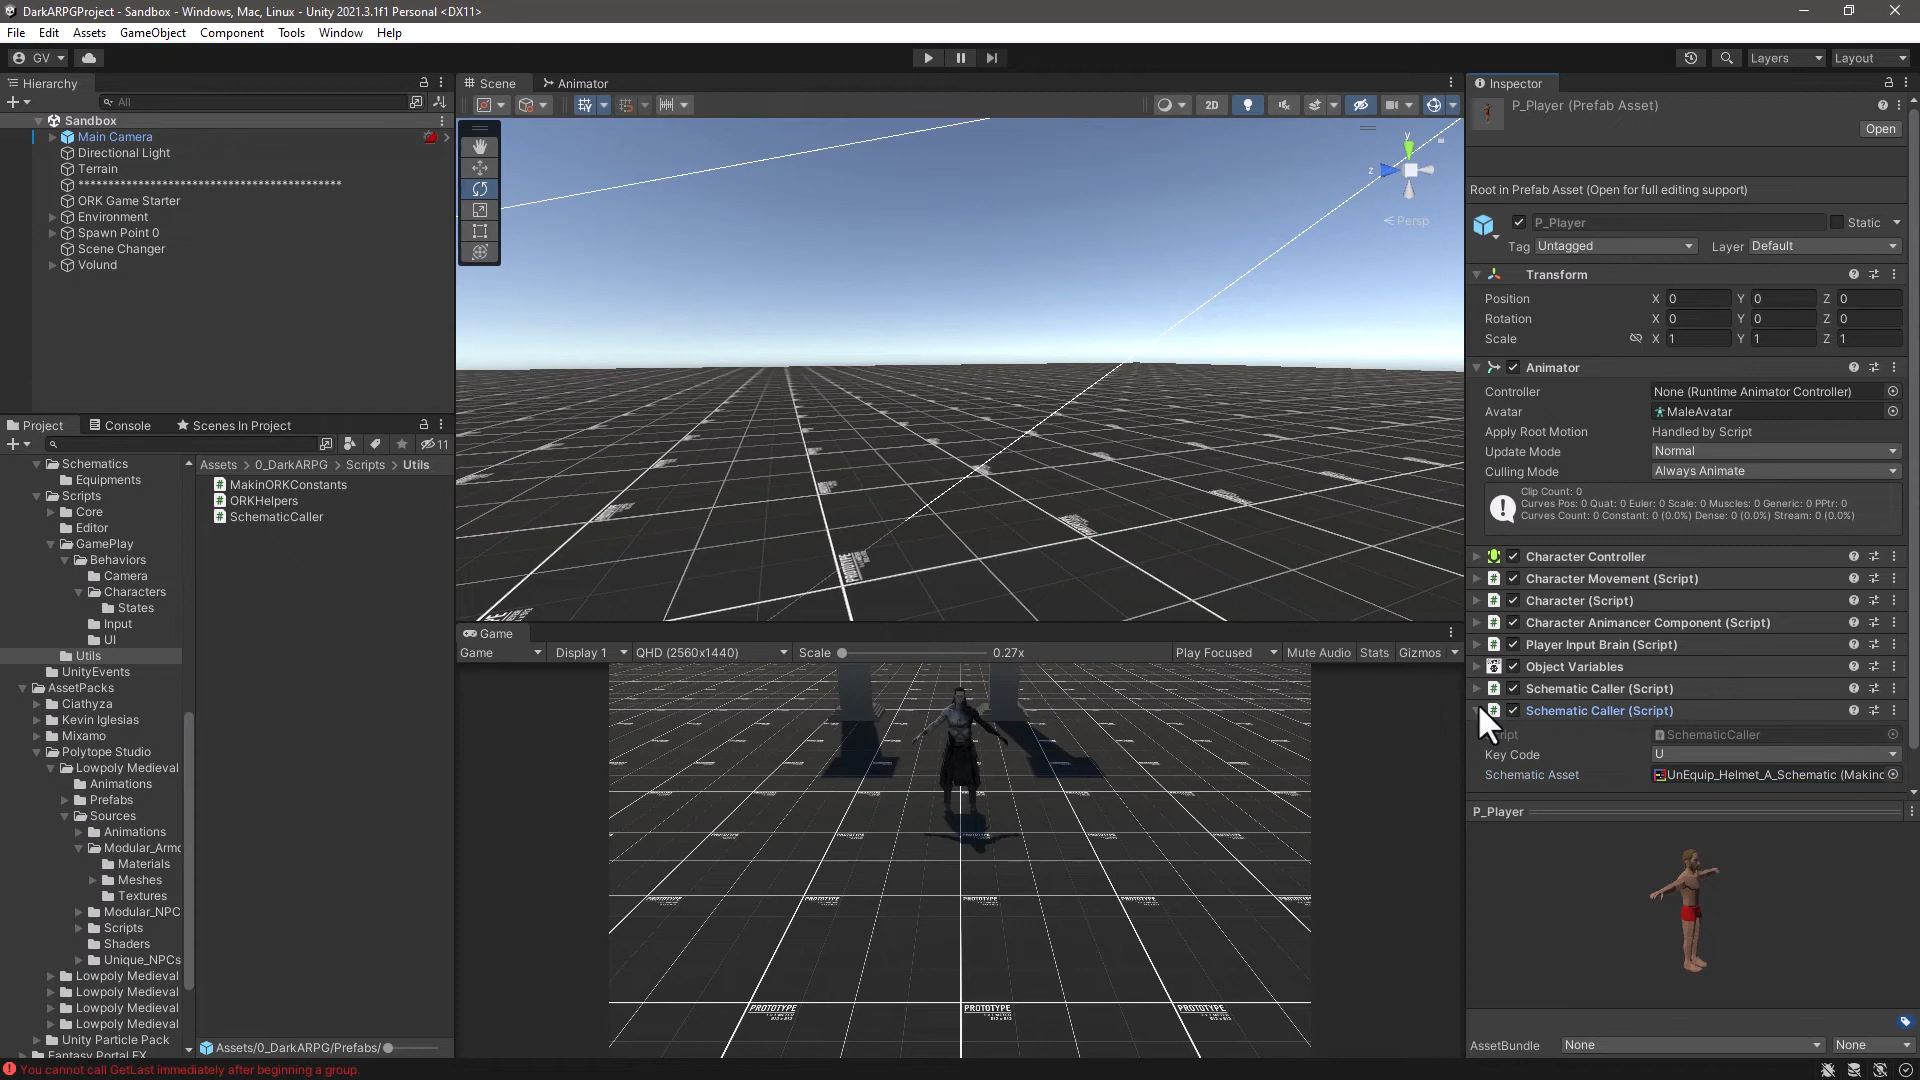 DarkARPGProject - Sandbox - Windows, Mac, Linux - Unity 2021.3.1f1 Personal <DX11>
File Edit Assets GameObject Component Tools Window Help
GV Layers Layout
Hierarchy
All
Sandbox
Main Camera
Directional Light
Terrain
********************************************
ORK Game Starter
Environment
Spawn Point 0
Scene Changer
Volund
Project Console Scenes In Project
11
Schematics
Equipments
Scripts
Core
Editor
GamePlay
Behaviors
Camera
Characters
States
Input
UI
Utils
UnityEvents
AssetPacks
Ciathyza
Kevin Iglesias
Mixamo
Polytope Studio
Lowpoly Medieval
Animations
Prefabs
Sources
Animations
Modular_Armo
Materials
Meshes
Textures
Modular_NPC
Scripts
Shaders
Unique_NPCs
Lowpoly Medieval
Lowpoly Medieval
Lowpoly Medieval
Lowpoly Medieval
Unity Particle Pack
Fantasy Portal FX
Assets > 0_DarkARPG > Scripts > Utils
MakinORKConstants
ORKHelpers
SchematicCaller
Assets/0_DarkARPG/Prefabs/
You cannot call GetLast immediately after beginning a group.
Scene Animator
2D
y
z
Persp
PROTOTYPE
Game
Game Display 1 QHD (2560x1440) Scale 0.27x Play Focused Mute Audio Stats Gizmos
PROTOTYPE PROTOTYPE PROTOTYPE
Inspector
P_Player (Prefab Asset)
Open
Root in Prefab Asset (Open for full editing support)
P_Player Static
Tag Untagged Layer Default
Transform
Position X 0 Y 0 Z 0
Rotation X 0 Y 0 Z 0
Scale X 1 Y 1 Z 1
Animator
Controller None (Runtime Animator Controller)
Avatar MaleAvatar
Apply Root Motion Handled by Script
Update Mode Normal
Culling Mode Always Animate
Clip Count: 0
Curves Pos: 0 Quat: 0 Euler: 0 Scale: 0 Muscles: 0 Generic: 0 PPtr: 0
Curves Count: 0 Constant: 0 (0.0%) Dense: 0 (0.0%) Stream: 0 (0.0%)
Character Controller
Character Movement (Script)
Character (Script)
Character Animancer Component (Script)
Player Input Brain (Script)
Object Variables
Schematic Caller (Script)
Schematic Caller (Script)
ript SchematicCaller
Key Code U
Schematic Asset UnEquip_Helmet_A_Schematic (Makinc
P_Player
AssetBundle None None